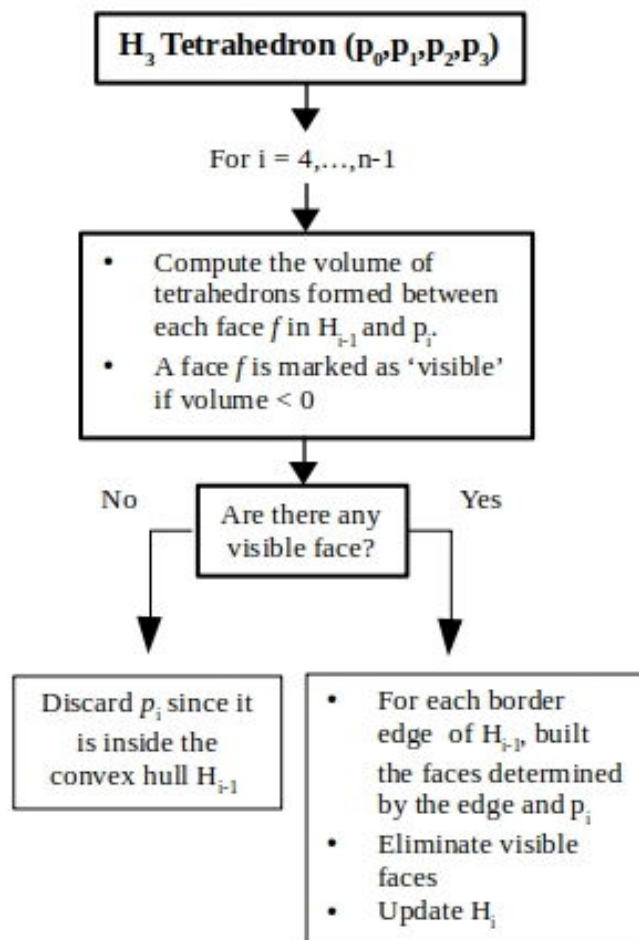 H₃ Tetrahedron (p₀,p₁,p₂,p₃)
For i = 4,…,n-1
• Compute the volume of
tetrahedrons formed between
each face f in Hᵢ₋₁ and pᵢ.
• A face f is marked as ‘visible’
if volume < 0
No
Yes
Are there any
visible face?
Discard pᵢ since it
is inside the
convex hull Hᵢ₋₁
• For each border
edge of Hᵢ₋₁, built
the faces determined
by the edge and pᵢ
• Eliminate visible
faces
• Update Hᵢ